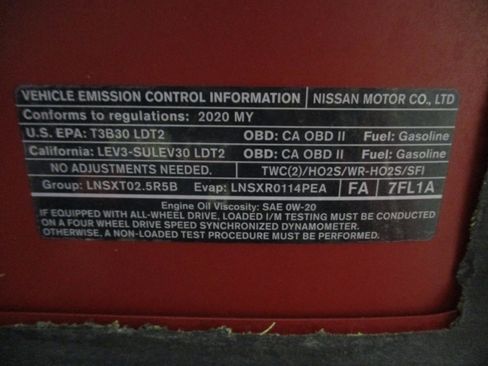 VEHICLE EMISSION CONTROL INFORMATION NISSAN MOTOR CO., LTD
Conforms to regulations: 2020 MY
U.S. EPA: T3B30 LDT2 OBD: CA OBD II Fuel: Gasoline
California: LEV3-SULEV30 LDT2 OBD: CA OBD II Fuel: Gasoline
NO ADJUSTMENTS NEEDED. TWC(2)/HO2S/WR-HO2S/SFI
Group: LNSXT02.5R5B Evap: LNSXR0114PEA FA 7FL1A
Engine Oil Viscosity: SAE 0W-20
IF EQUIPPED WITH ALL-WHEEL DRIVE, LOADED I/M TESTING MUST BE CONDUCTED
ON A FOUR WHEEL DRIVE SPEED SYNCHRONIZED DYNAMOMETER.
OTHERWISE, A NON-LOADED TEST PROCEDURE MUST BE CONDUCTED.